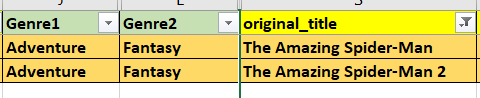 Genre1 Genre2 original_title
Adventure Fantasy The Amazing Spider-Man
Adventure Fantasy The Amazing Spider-Man 2